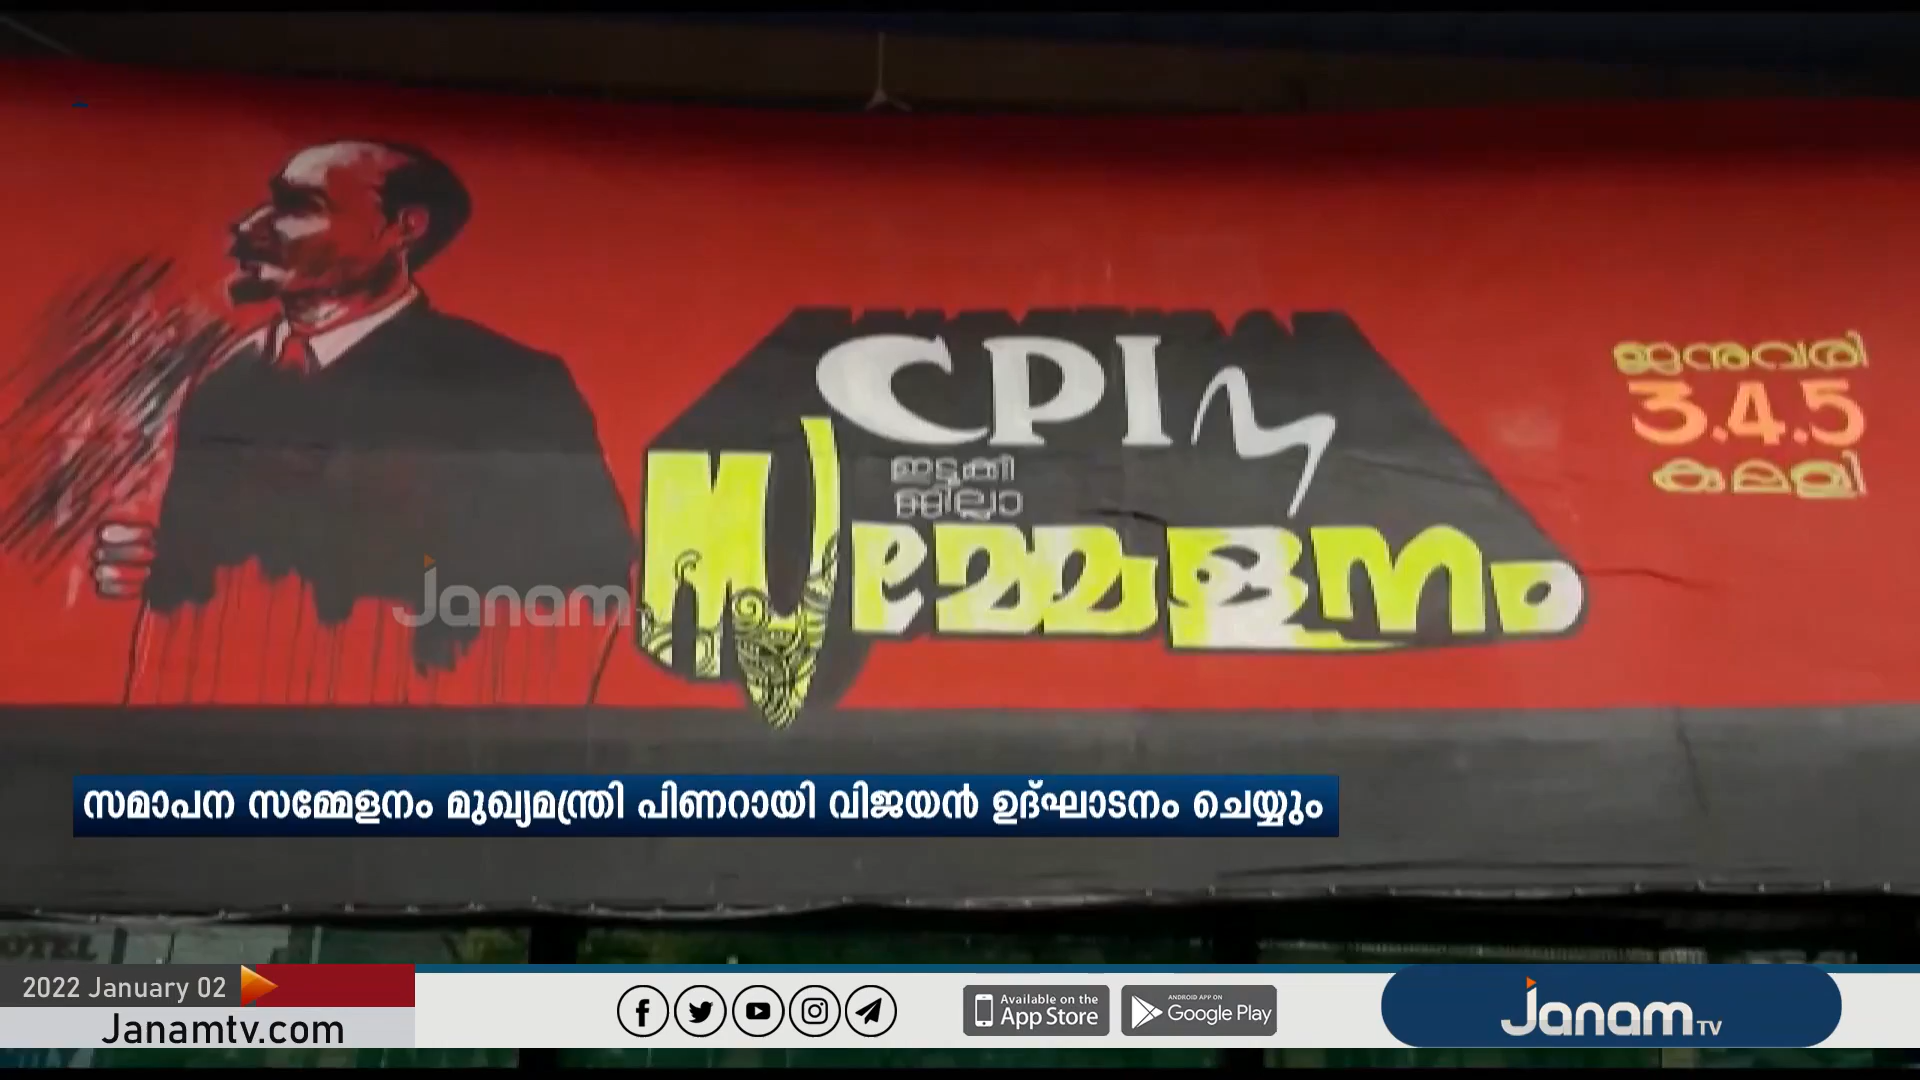 CPIM
ഇടുക്കി
ജില്ലാ
സമ്മേളനം
ജനുവരി
3.4.5
കുമളി
Janam
സമാപന സമ്മേളനം മുഖ്യമന്ത്രി പിണറായി വിജയൻ ഉദ്ഘാടനം ചെയ്യും
2022 January 02
Janamtv.com
Available on the
App Store
ANDROID APP ON
Google Play
Janam TV